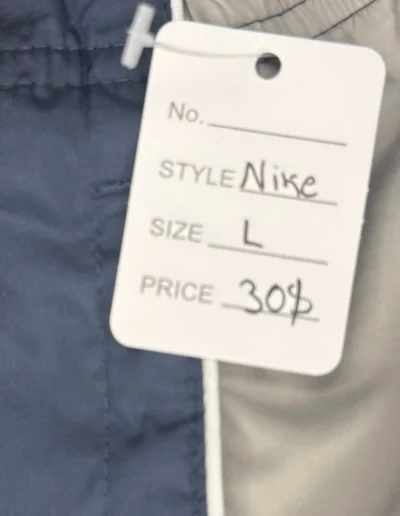 No.
STYLE Nike
SIZE L
PRICE 30$